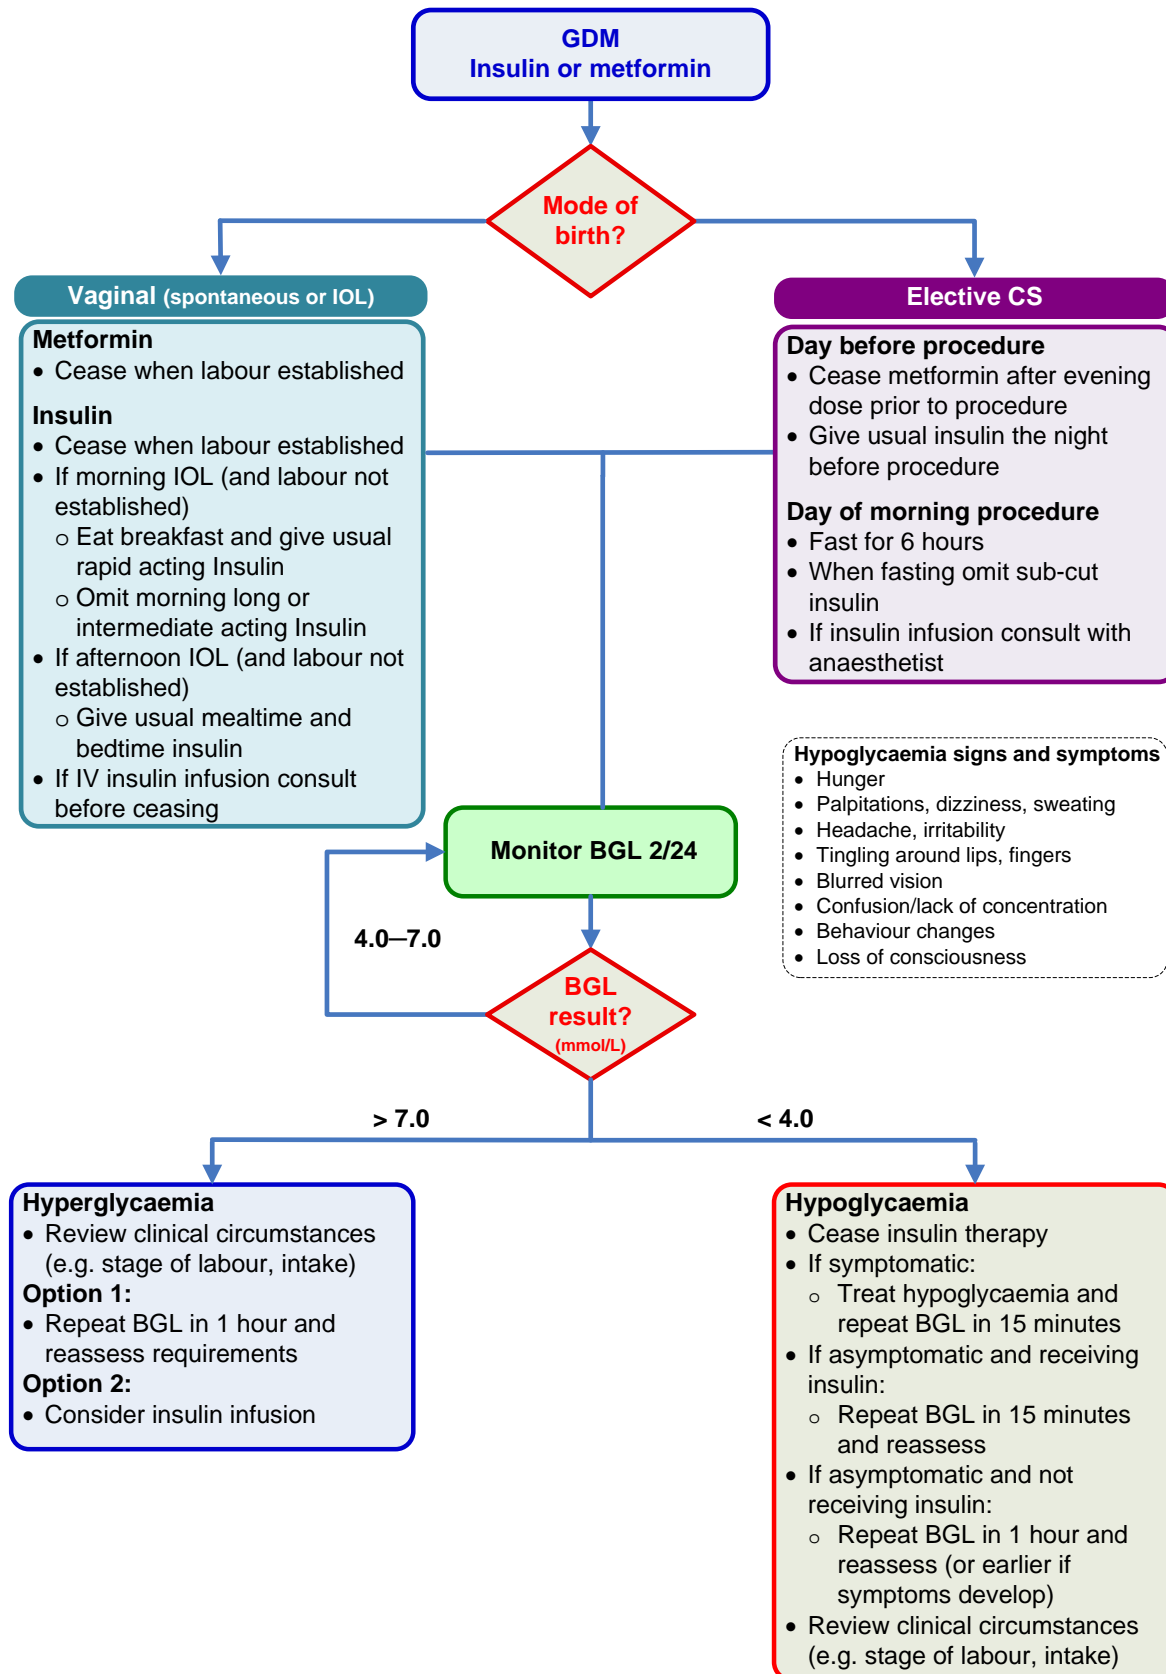 GDM
Insulin or metformin
Mode of
birth?
Vaginal (spontaneous or IOL)
Metformin
• Cease when labour established
Insulin
• Cease when labour established
• If morning IOL (and labour not
established)
o Eat breakfast and give usual
rapid acting Insulin
o Omit morning long or
intermediate acting Insulin
• If afternoon IOL (and labour not
established)
o Give usual mealtime and
bedtime insulin
• If IV insulin infusion consult
before ceasing
Elective CS
Day before procedure
• Cease metformin after evening
dose prior to procedure
• Give usual insulin the night
before procedure
Day of morning procedure
• Fast for 6 hours
• When fasting omit sub-cut
insulin
• If insulin infusion consult with
anaesthetist
Hypoglycaemia signs and symptoms
• Hunger
• Palpitations, dizziness, sweating
• Headache, irritability
• Tingling around lips, fingers
• Blurred vision
• Confusion/lack of concentration
• Behaviour changes
• Loss of consciousness
Monitor BGL 2/24
4.0–7.0
BGL
result?
(mmol/L)
> 7.0
< 4.0
Hyperglycaemia
• Review clinical circumstances
(e.g. stage of labour, intake)
Option 1:
• Repeat BGL in 1 hour and
reassess requirements
Option 2:
• Consider insulin infusion
Hypoglycaemia
• Cease insulin therapy
• If symptomatic:
o Treat hypoglycaemia and
repeat BGL in 15 minutes
• If asymptomatic and receiving
insulin:
o Repeat BGL in 15 minutes
and reassess
• If asymptomatic and not
receiving insulin:
o Repeat BGL in 1 hour and
reassess (or earlier if
symptoms develop)
• Review clinical circumstances
(e.g. stage of labour, intake)